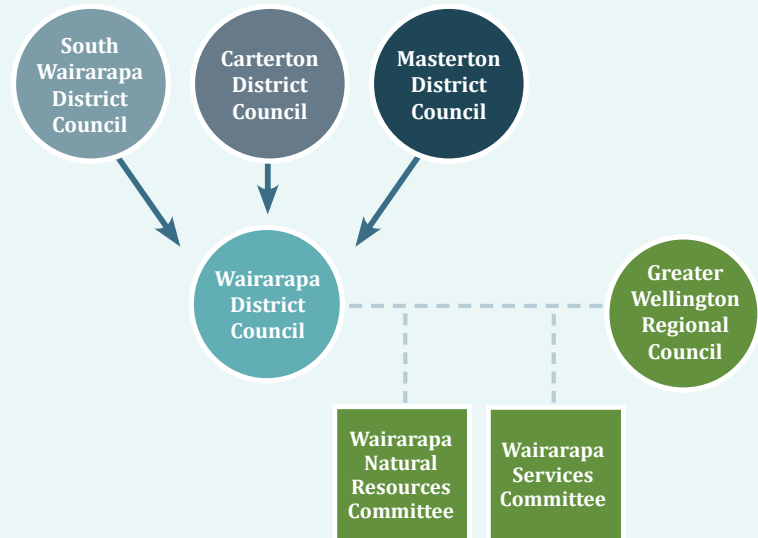 South
Wairarapa
District
Council
Carterton
District
Council
Masterton
District
Council
Wairarapa
District
Council
Greater
Wellington
Regional
Council
Wairarapa
Natural
Resources
Committee
Wairarapa
Services
Committee